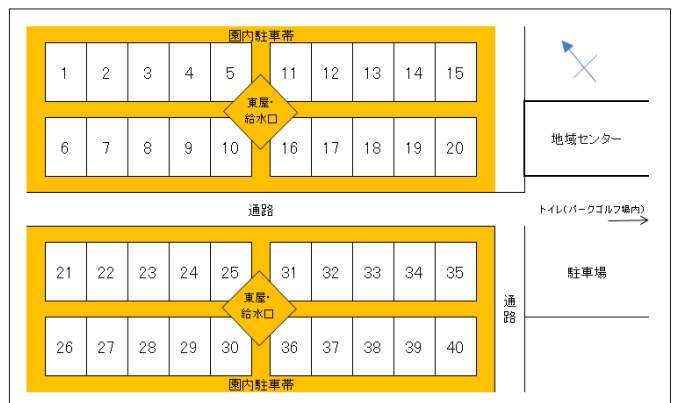 園内駐車帯
1 2 3 4 5 11 12 13 14 15
東屋・
給水口
6 7 8 9 10 16 17 18 19 20
地域センター
通路
トイレ(パークゴルフ場内)
21 22 23 24 25 31 32 33 34 35
駐車場
東屋・
給水口
通路
26 27 28 29 30 36 37 38 39 40
園内駐車帯